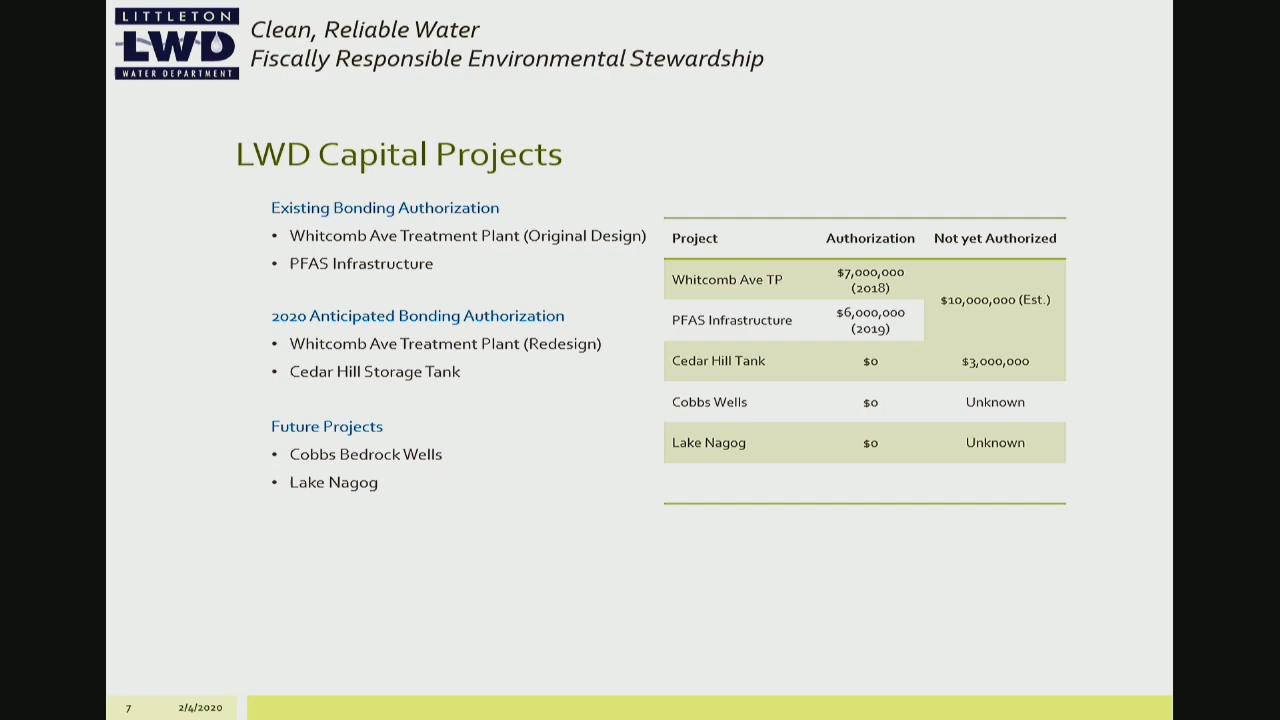 LITTLETON
LWD
WATER DEPARTMENT
Clean, Reliable Water
Fiscally Responsible Environmental Stewardship
LWD Capital Projects
Existing Bonding Authorization
• Whitcomb Ave Treatment Plant (Original Design)
• PFAS Infrastructure
2020 Anticipated Bonding Authorization
• Whitcomb Ave Treatment Plant (Redesign)
• Cedar Hill Storage Tank
Future Projects
• Cobbs Bedrock Wells
• Lake Nagog
Project Authorization Not yet Authorized
Whitcomb Ave TP $7,000,000 (2018) $10,000,000 (Est.)
PFAS Infrastructure $6,000,000 (2019)
Cedar Hill Tank $0 $3,000,000
Cobbs Wells $0 Unknown
Lake Nagog $0 Unknown
7 2/4/2020